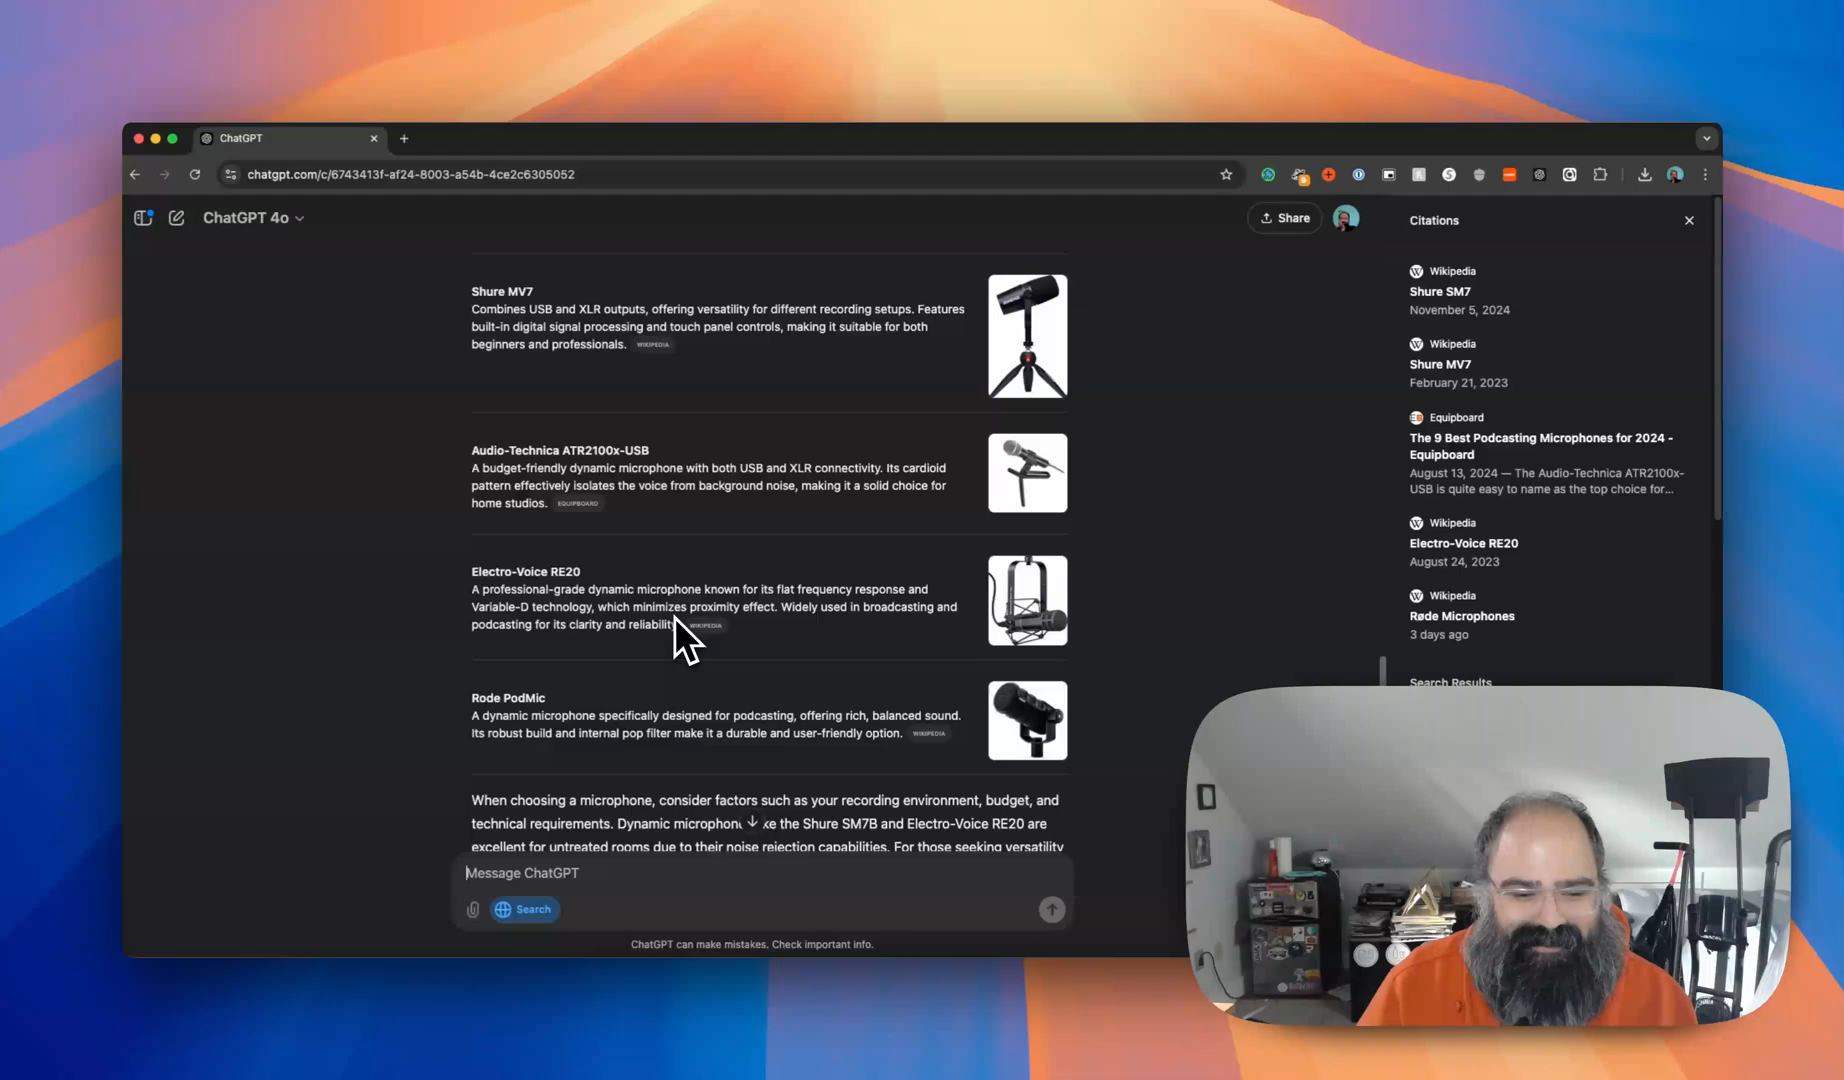 ChatGPT
chatgpt.com/c/6743413f-af24-8003-a54b-4ce2c6305052
ChatGPT 4o
Share
Shure MV7
Combines USB and XLR outputs, offering versatility for different recording setups. Features
built-in digital signal processing and touch panel controls, making it suitable for both
beginners and professionals. WIKIPEDIA
Audio-Technica ATR2100x-USB
A budget-friendly dynamic microphone with both USB and XLR connectivity. Its cardioid
pattern effectively isolates the voice from background noise, making it a solid choice for
home studios. EQUIPBOARD
Electro-Voice RE20
A professional-grade dynamic microphone known for its flat frequency response and
Variable-D technology, which minimizes proximity effect. Widely used in broadcasting and
podcasting for its clarity and reliability WIKIPEDIA
Rode PodMic
A dynamic microphone specifically designed for podcasting, offering rich, balanced sound.
Its robust build and internal pop filter make it a durable and user-friendly option. WIKIPEDIA
When choosing a microphone, consider factors such as your recording environment, budget, and
technical requirements. Dynamic microphone ke the Shure SM7B and Electro-Voice RE20 are
excellent for untreated rooms due to their noise rejection capabilities. For those seeking versatility
Message ChatGPT
Search
ChatGPT can make mistakes. Check important info.
Citations
Wikipedia
Shure SM7
November 5, 2024
Wikipedia
Shure MV7
February 21, 2023
Equipboard
The 9 Best Podcasting Microphones for 2024 -
Equipboard
August 13, 2024 — The Audio-Technica ATR2100x-
USB is quite easy to name as the top choice for...
Wikipedia
Electro-Voice RE20
August 24, 2023
Wikipedia
Røde Microphones
3 days ago
Search Results